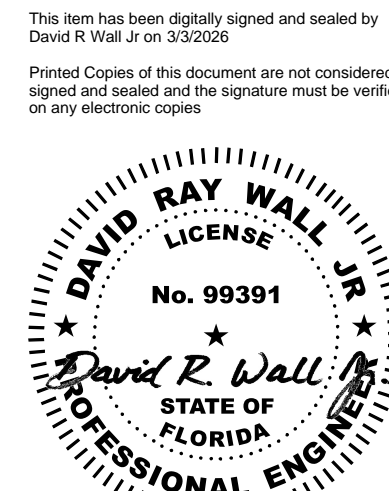 This item has been digitally signed and sealed by
David R Wall Jr on 3/3/2026
Printed Copies of this document are not considered
signed and sealed and the signature must be verifie
on any electronic copies
DAVID RAY WALL JR
LICENSE
No. 99391
David R. Wall Jr
STATE OF
FLORIDA
PROFESSIONAL ENGINEER